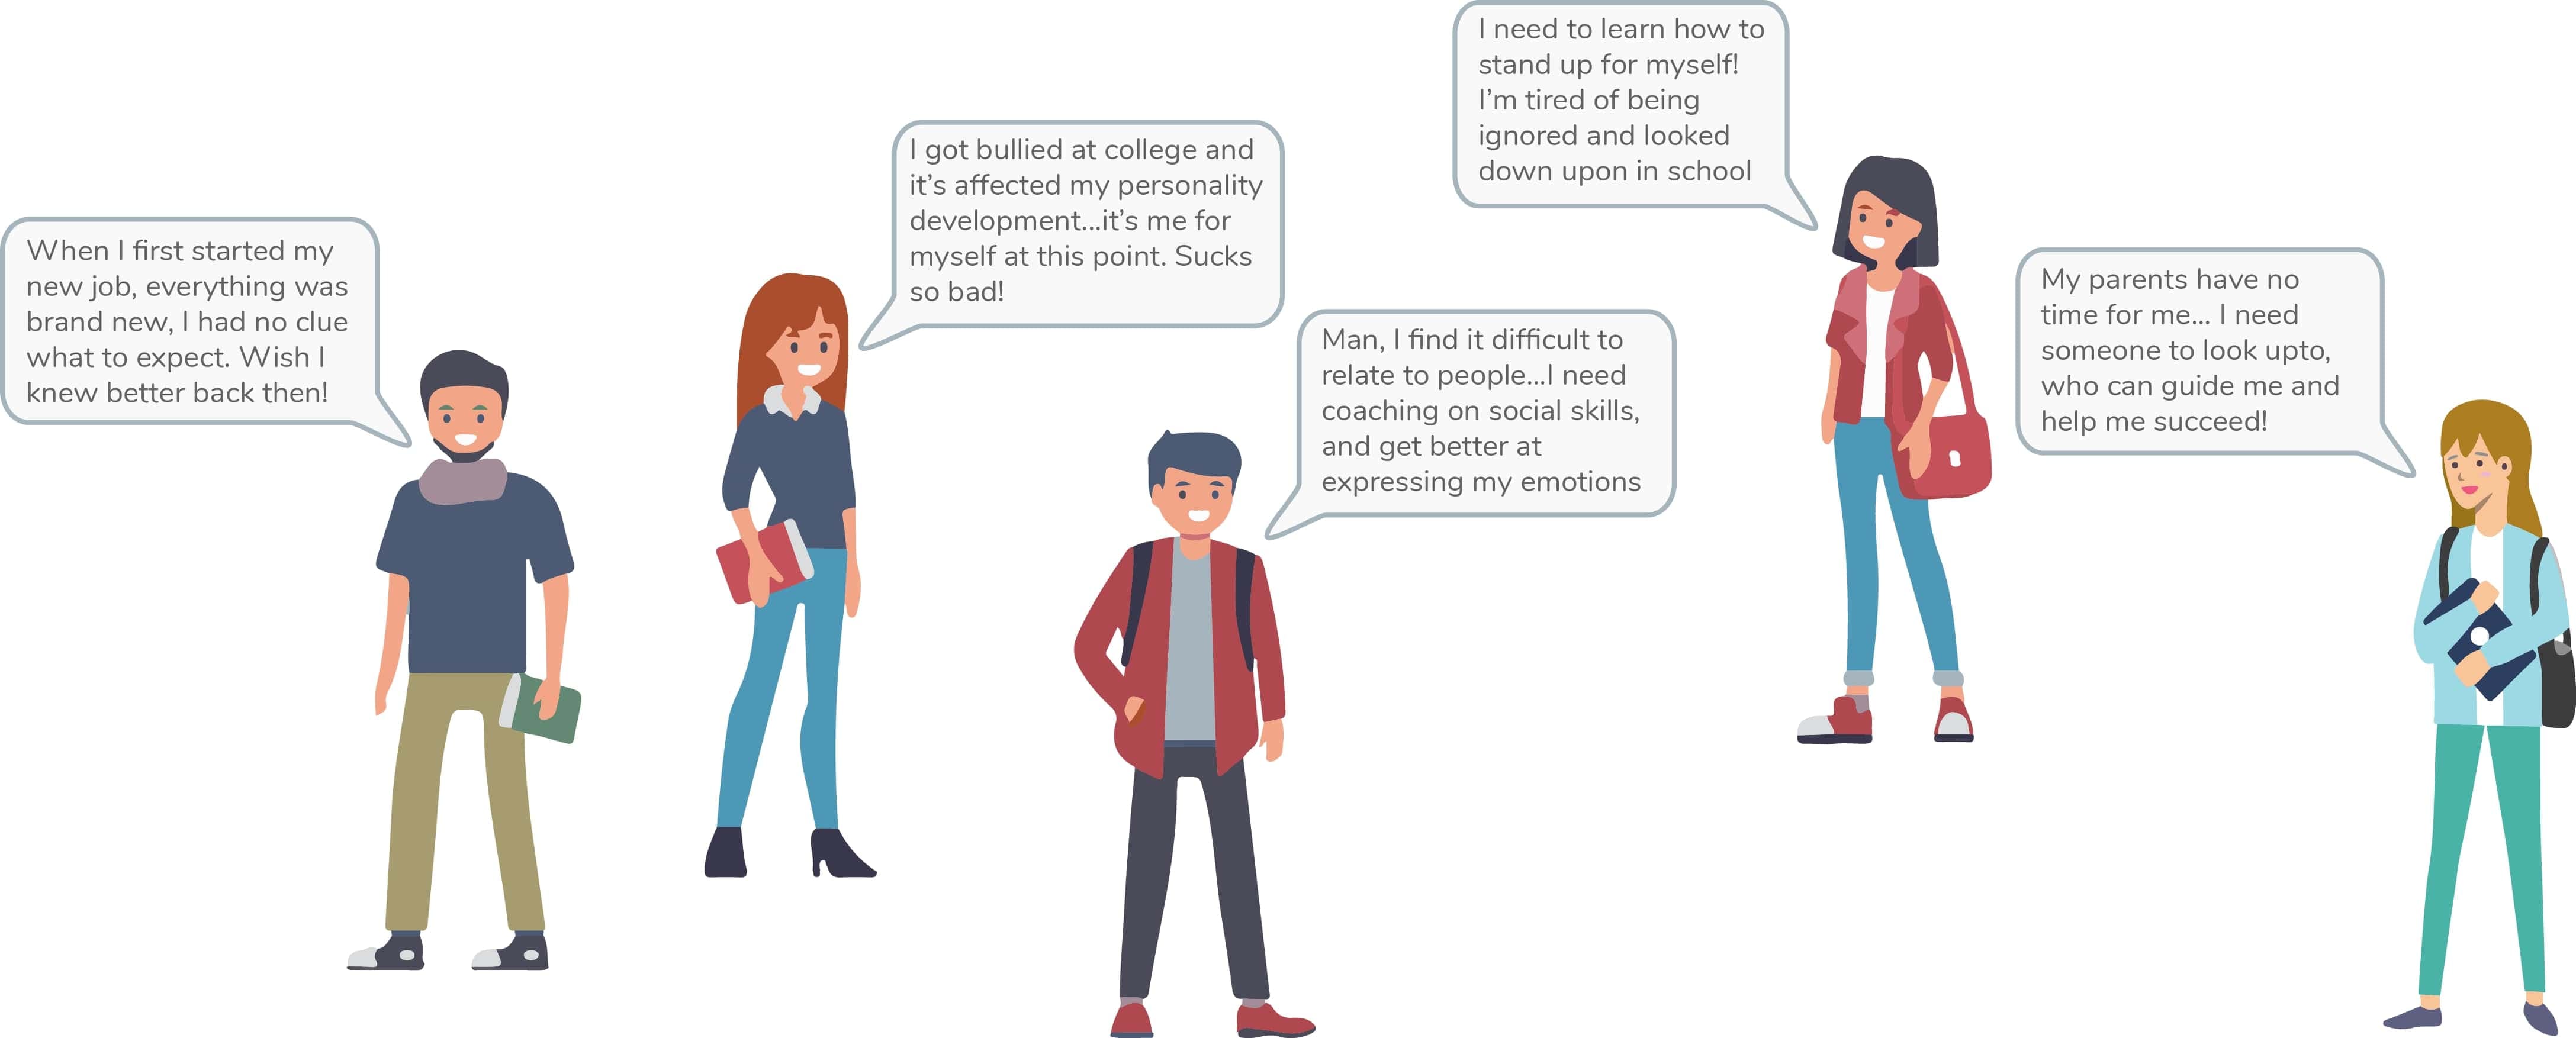 When I first started my
new job, everything was
brand new, I had no clue
what to expect. Wish I
knew better back then!
I got bullied at college and
it’s affected my personality
development...it’s me for
myself at this point. Sucks
so bad!
Man, I find it difficult to
relate to people...I need
coaching on social skills,
and get better at
expressing my emotions
I need to learn how to
stand up for myself!
I’m tired of being
ignored and looked
down upon in school
My parents have no
time for me... I need
someone to look upto,
who can guide me and
help me succeed!